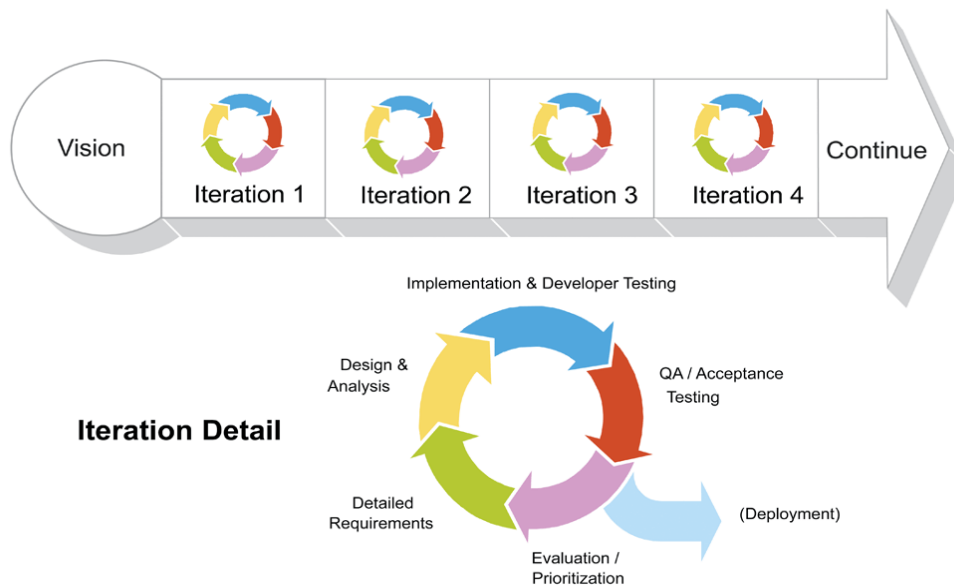 Vision
Iteration 1
Iteration 2
Iteration 3
Iteration 4
Continue
Implementation & Developer Testing
Design &
Analysis
QA / Acceptance
Testing
Iteration Detail
Detailed
Requirements
(Deployment)
Evaluation /
Prioritization